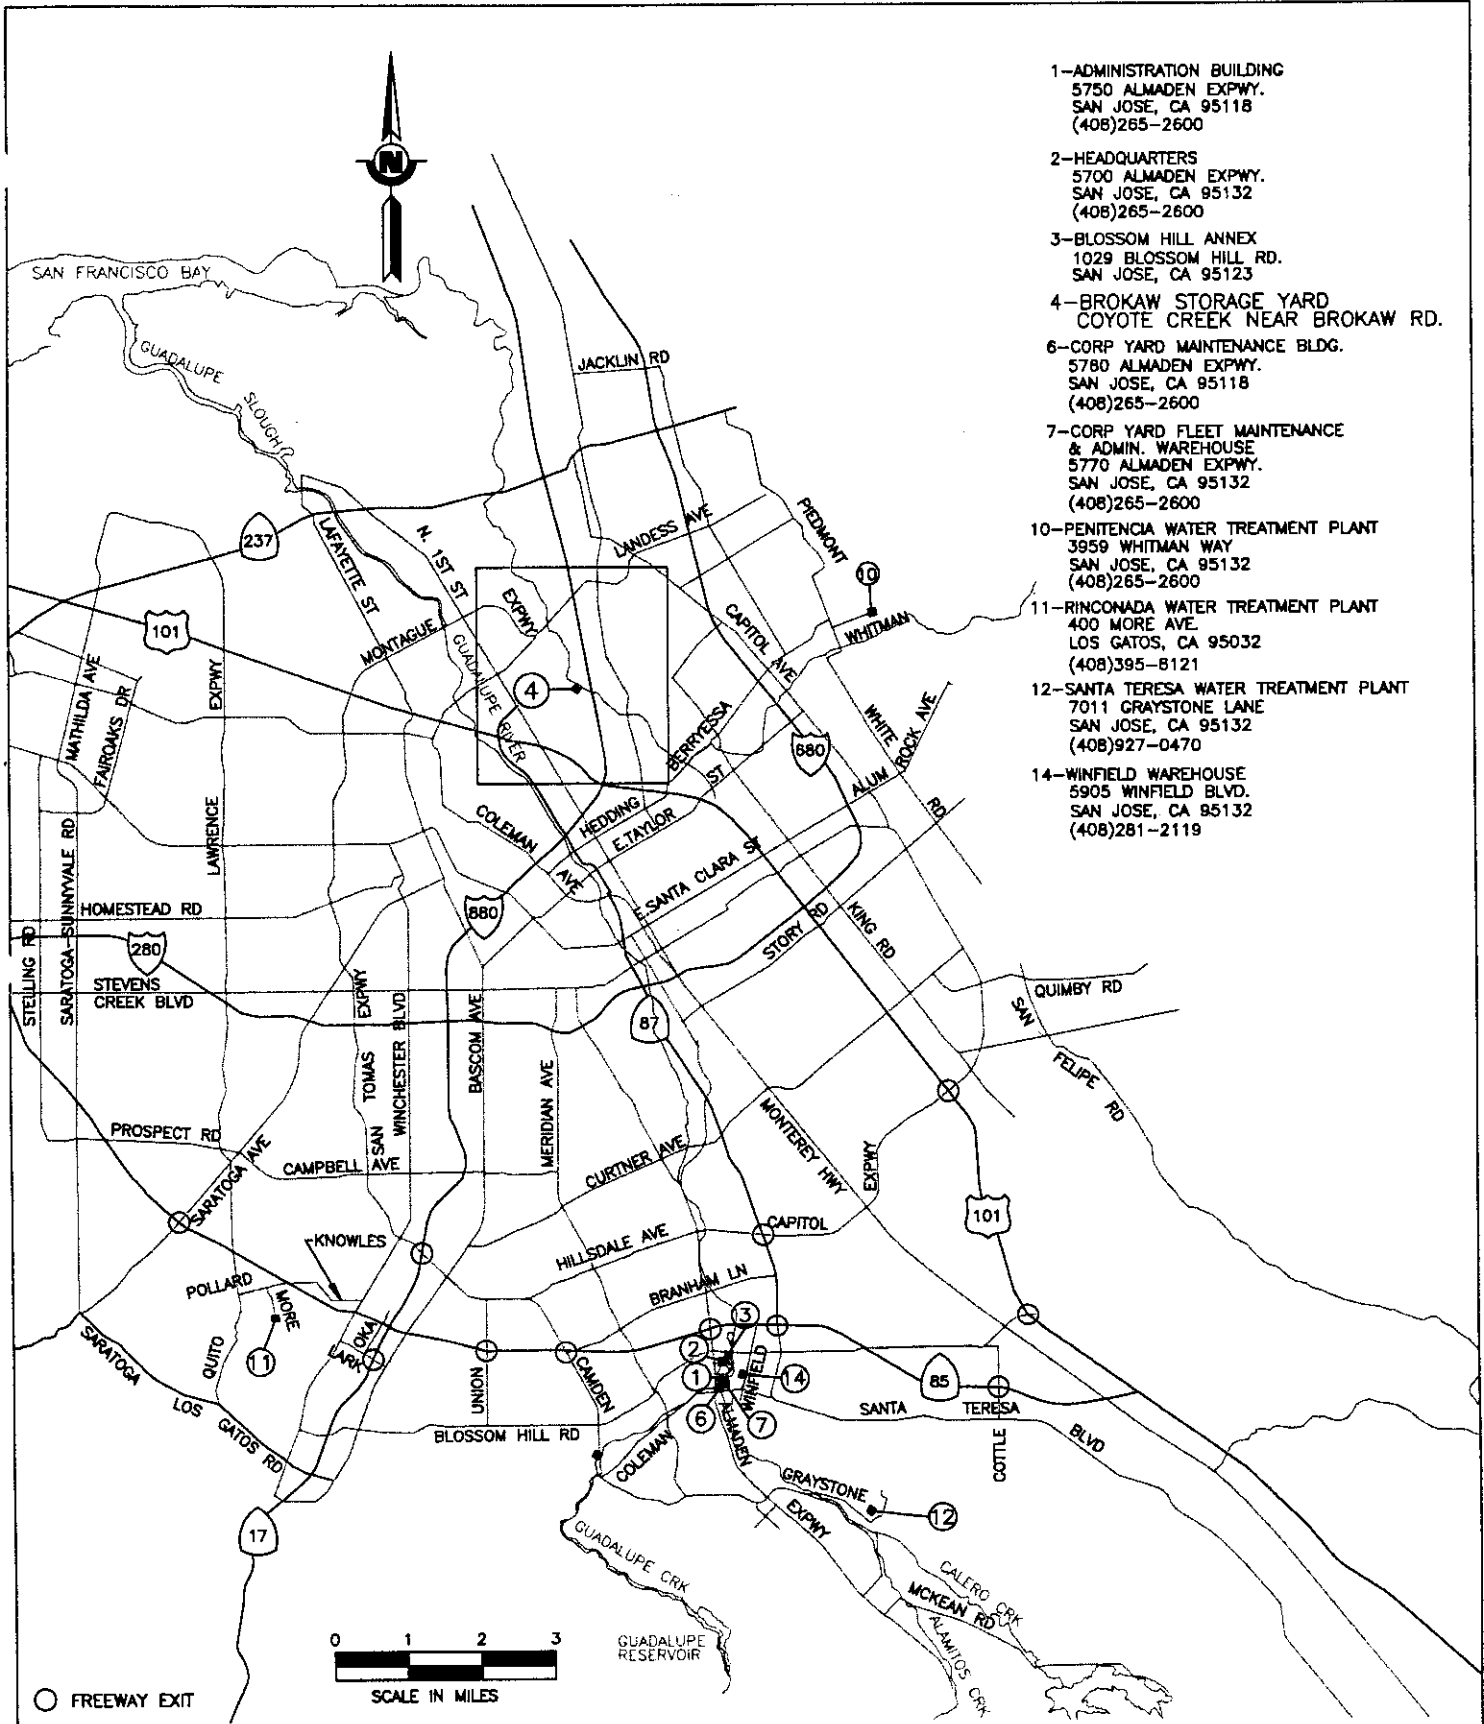 1-ADMINISTRATION BUILDING
5750 ALMADEN EXPWY.
SAN JOSE, CA 95118
(408)265-2600
2-HEADQUARTERS
5700 ALMADEN EXPWY.
SAN JOSE, CA 95132
(408)265-2600
3-BLOSSOM HILL ANNEX
1029 BLOSSOM HILL RD.
SAN JOSE, CA 95123
4-BROKAW STORAGE YARD
COYOTE CREEK NEAR BROKAW RD.
6-CORP YARD MAINTENANCE BLDG.
5780 ALMADEN EXPWY.
SAN JOSE, CA 95118
(408)265-2600
7-CORP YARD FLEET MAINTENANCE
& ADMIN. WAREHOUSE
5770 ALMADEN EXPWY.
SAN JOSE, CA 95132
(408)265-2600
10-PENITENCIA WATER TREATMENT PLANT
3959 WHITMAN WAY
SAN JOSE, CA 95132
(408)265-2600
11-RINCONADA WATER TREATMENT PLANT
400 MORE AVE.
LOS GATOS, CA 95032
(408)395-8121
12-SANTA TERESA WATER TREATMENT PLANT
7011 GRAYSTONE LANE
SAN JOSE, CA 95132
(408)927-0470
14-WINFIELD WAREHOUSE
5905 WINFIELD BLVD.
SAN JOSE, CA 95132
(408)281-2119
N
SAN FRANCISCO BAY
GUADALUPE
SLOUGH
JACKLIN RD
237
LAFAYETTE ST
N. 1ST ST
LANDESS AVE
PIEDMONT
10
EXPWY
101
MONTAGUE
GUADALUPE RIVER
CAPITOL AVE
WHITMAN
MATHILDA AVE
FAIROAKS DR
EXPWY
4
BERRYESSA
WHITE
ROCK AVE.
680
ALUM
RD
ST
LAWRENCE
SARATOGA-SUNNYVALE RD
COLEMAN
AVE
HEDDING
E.TAYLOR
E.SANTA CLARA ST
HOMESTEAD RD
880
STORY RD
KING RD
280
STELLING RD
STEVENS
CREEK BLVD
EXPWY
WINCHESTER BLVD
BASCOM AVE
87
QUIMBY RD
SAN
FELIPE
RD
TOMAS
SAN
MERIDIAN AVE
MONTEREY HWY
PROSPECT RD
SARATOGA AVE
CAMPBELL AVE
CURTNER AVE
EXPWY
101
CAPITOL
KNOWLES
HILLSDALE AVE
POLLARD
MORE
BRANHAM LN
3
OKA
LARK
11
QUITO
SARATOGA
LOS
GATOS RD
UNION
CAMDEN
2
1
WINFIELD
14
85
6
7
ALMADEN
SANTA
TERESA
BLVD
COTTLE
BLOSSOM HILL RD
COLEMAN
GRAYSTONE
EXPWY
12
17
GUADALUPE CRK
CALERO CRK
MCKEAN RD
ALAMITOS CRK
GUADALUPE
RESERVOIR
0 1 2 3
SCALE IN MILES
FREEWAY EXIT